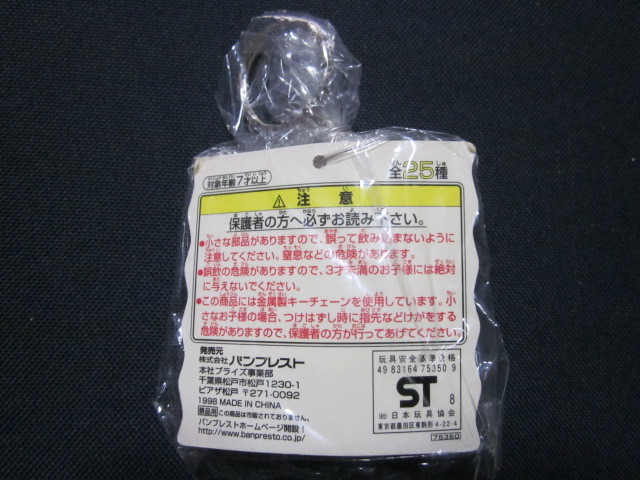 対象年齢7才以上
全25種
⚠ 注意
保護者の方へ必ずお読み下さい。
●小さな部品がありますので、誤って飲み込まないように
注意してください。窒息などの危険があります。
●誤飲の危険がありますので、3才未満のお子様には絶対
に与えないでください。
●この商品には金属製キーチェーンを使用しています。小
さなお子様の場合、つけはずし時に指先などけがをする
危険がありますので、保護者の方が行ってあげてください。
発売元
株式会社 バンプレスト
本社プライズ事業部
千葉県松戸市松戸1230-1
ピアザ松戸 〒271-0092
1998 MADE IN CHINA
景品用 この商品は市販されておりません。
バンプレストホームページ開設!
http://www.banpresto.co.jp/
玩具安全基準合格
49 83164 75350 9
ST 8
(社)日本玩具協会
東京都墨田区東駒形4-22-4
75350